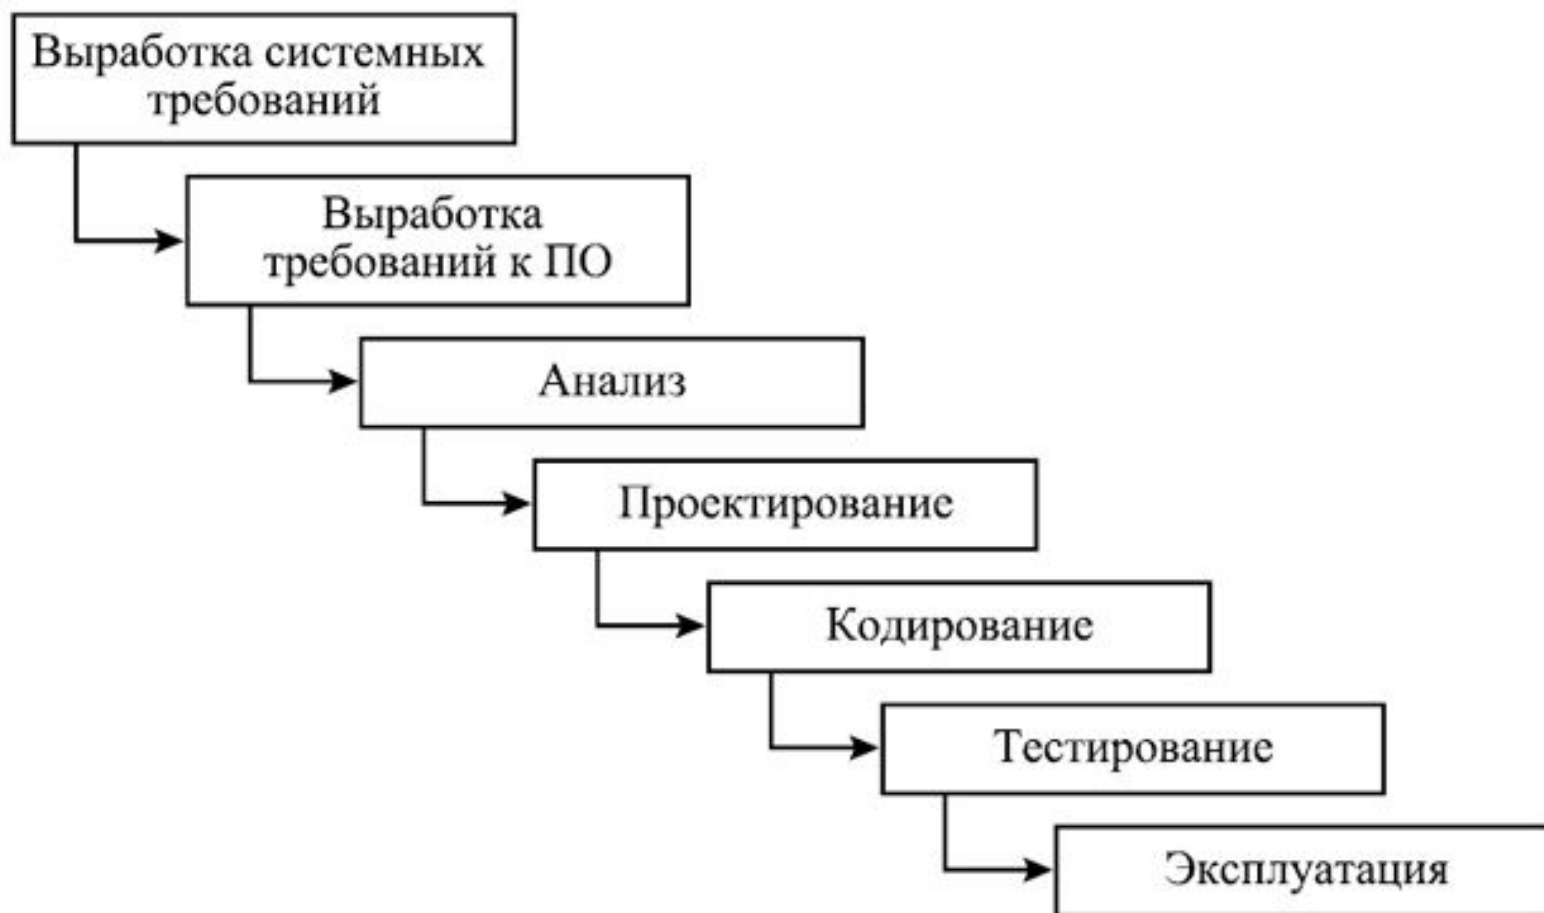 Выработка системных
требований
Выработка
требований к ПО
Анализ
Проектирование
Кодирование
Тестирование
Эксплуатация